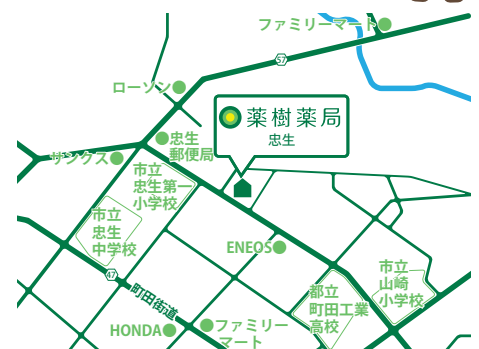 ファミリーマート
57
ローソン
薬樹薬局
忠生
忠生
郵便局
サンクス
市立
忠生第一
小学校
市立
忠生
中学校
ENEOS
市立
山崎
小学校
47
町田街道
都立
町田工業
高校
HONDA
ファミリー
マート